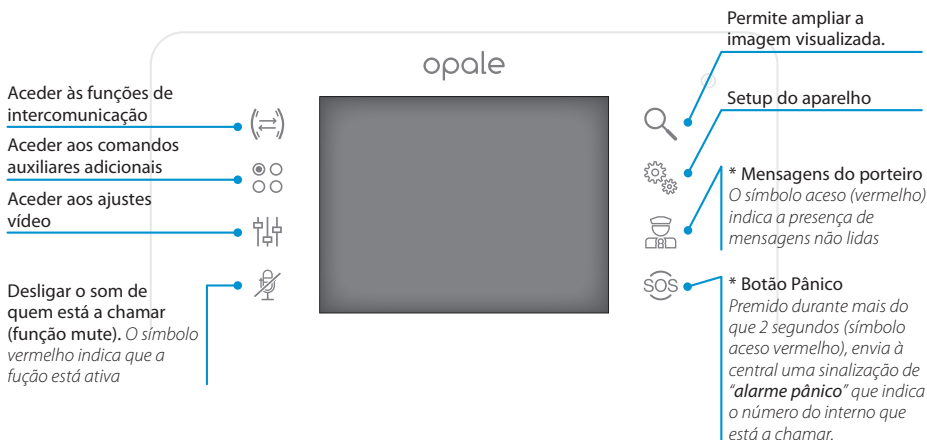 opale
Aceder às funções de
intercomunicação
Aceder aos comandos
auxiliares adicionais
Aceder aos ajustes
vídeo
Desligar o som de
quem está a chamar
(função mute). O símbolo
vermelho indica que a
fução está ativa
Permite ampliar a
imagem visualizada.
Setup do aparelho
* Mensagens do porteiro
O símbolo aceso (vermelho)
indica a presença de
mensagens não lidas
SOS
* Botão Pânico
Premido durante mais do
que 2 segundos (símbolo
aceso vermelho), envia à
central uma sinalização de
“alarme pânico” que indica
o número do interno que
está a chamar.